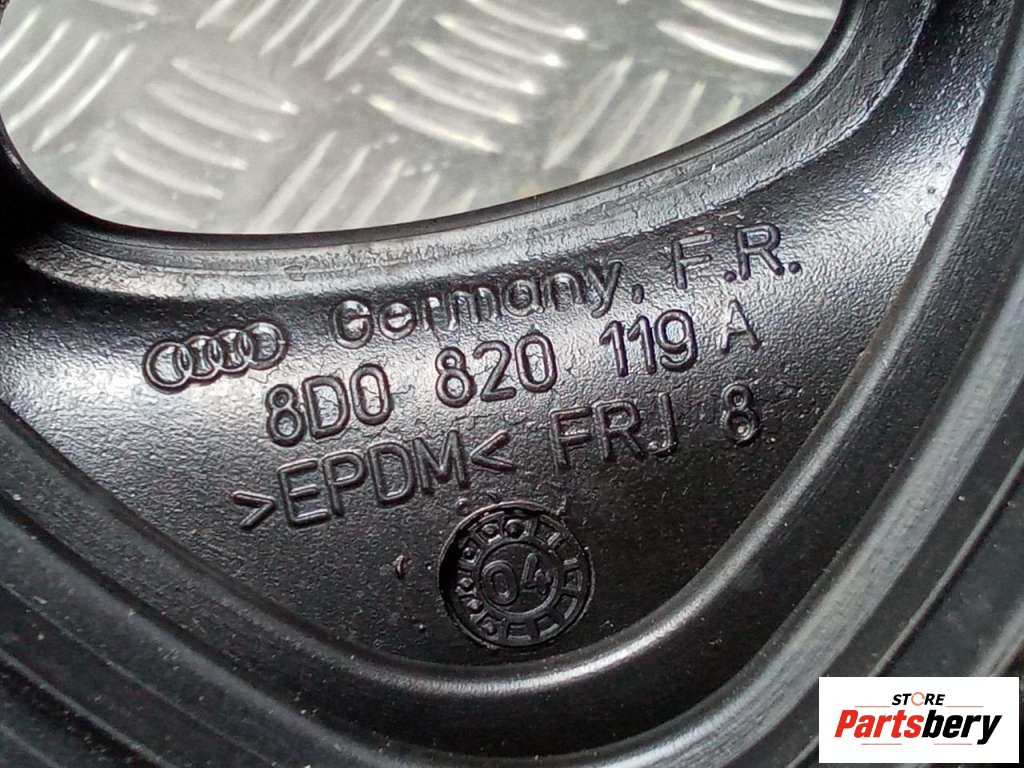 Germany, F.R.
8D0 820 119 A
>EPDM< FRJ 8
04
STORE
Partsbery